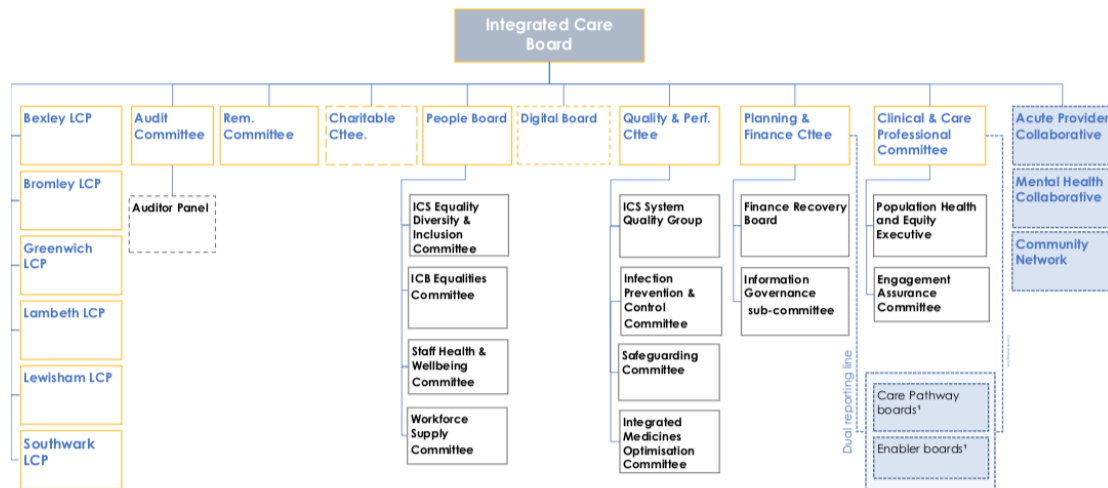 Integrated Care
Board
Bexley LCP
Bromley LCP
Greenwich
LCP
Lambeth LCP
Lewisham LCP
Southwark
LCP
Audit
Committee
Auditor Panel
Rem.
Committee
Charitable
Cttee.
People Board
ICS Equality
Diversity &
Inclusion
Committee
ICB Equalities
Committee
Staff Health &
Wellbeing
Committee
Workforce
Supply
Committee
Digital Board
Quality & Perf.
Cttee
ICS System
Quality Group
Infection
Prevention &
Control
Committee
Safeguarding
Committee
Integrated
Medicines
Optimisation
Committee
Planning &
Finance Cttee
Finance Recovery
Board
Information
Governance
sub-committee
Dual reporting line
Clinical & Care
Professional
Committee
Population Health
and Equity
Executive
Engagement
Assurance
Committee
Care Pathway
boards¹
Enabler boards¹
Acute Provider
Collaborative
Mental Health
Collaborative
Community
Network